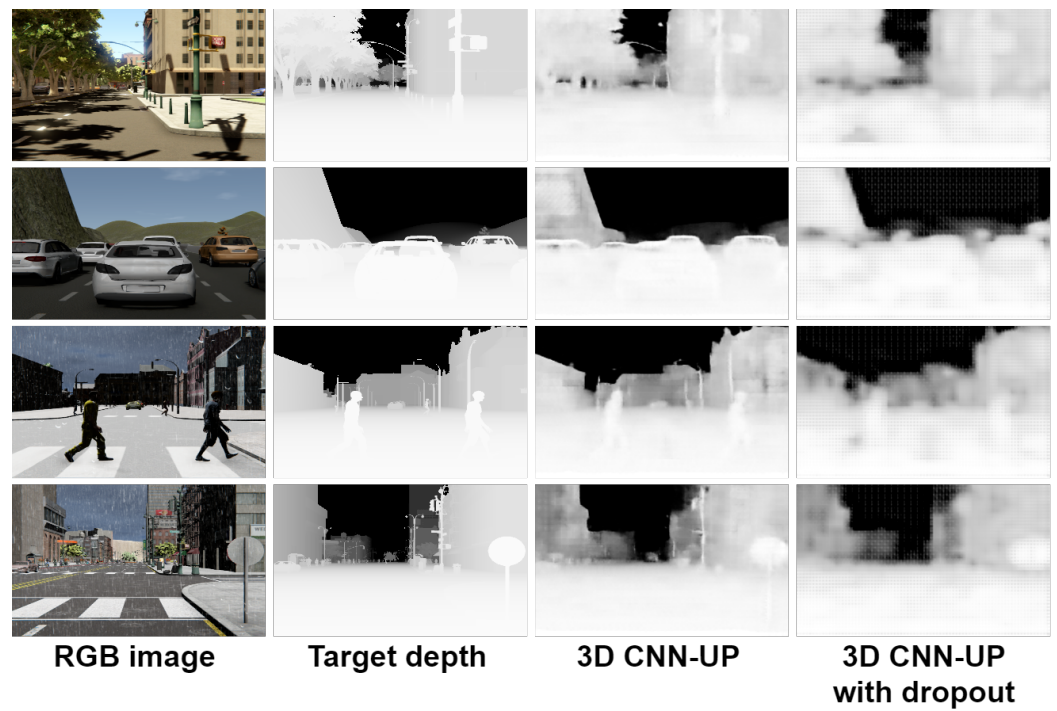 RGB image
Target depth
3D CNN-UP
3D CNN-UP
with dropout